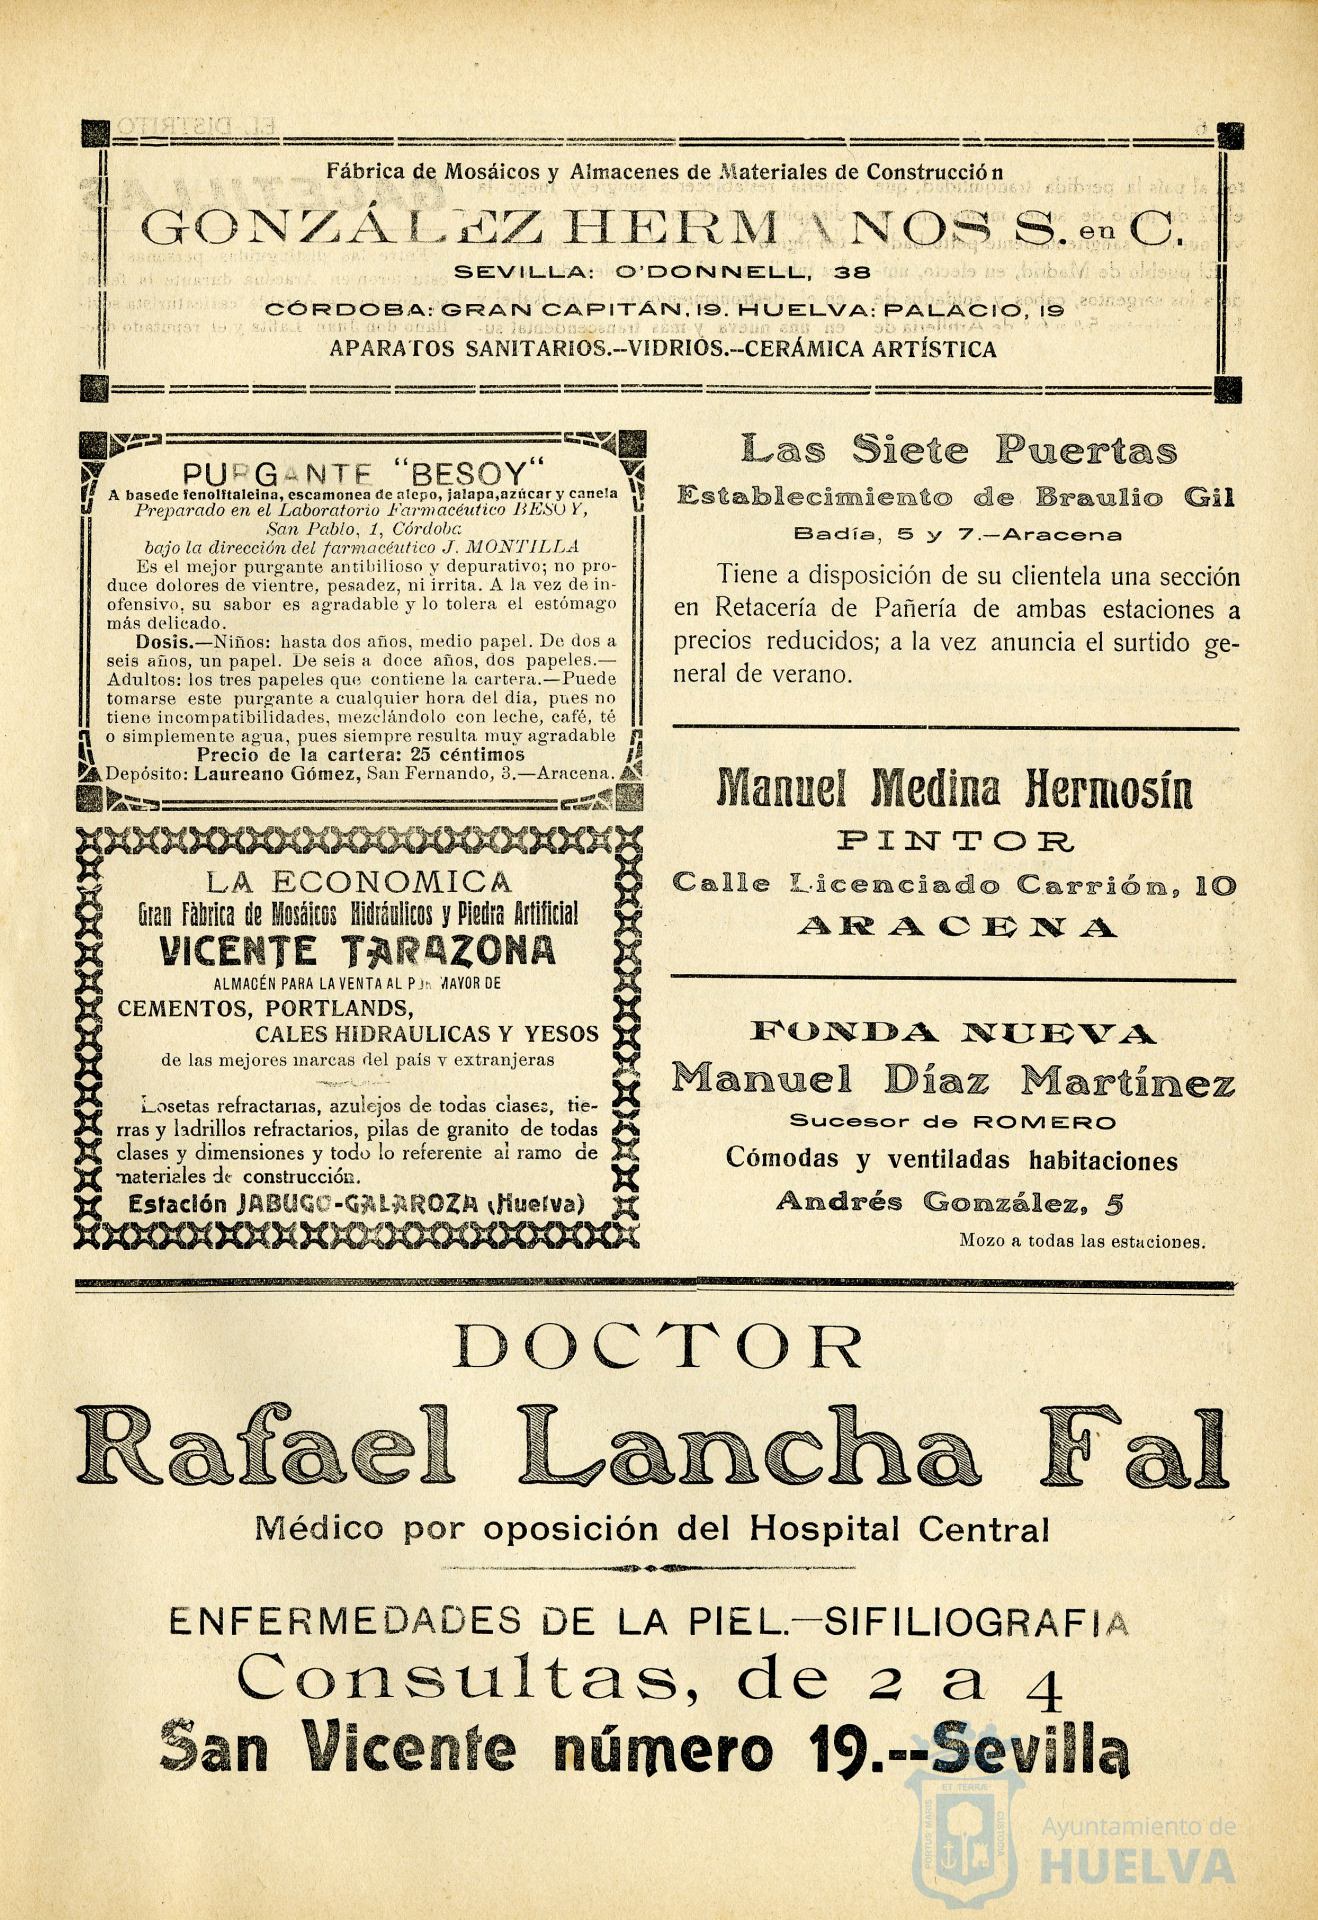 Fábrica de Mosáicos y Almacenes de Materiales de Construcción
GONZÁLEZ HERMANOS S. en C.
SEVILLA: O'DONNELL, 38
CÓRDOBA: GRAN CAPITÁN, 19. HUELVA: PALACIO, 19
APARATOS SANITARIOS.--VIDRIOS.--CERÁMICA ARTÍSTICA
PURGANTE "BESOY"
A basede fenolftaleina, escamonea de alepo, jalapa,azúcar y canela
Preparado en el Laboratorio Farmacéutico BESOY,
San Pablo, 1, Córdoba
bajo la dirección del farmacéutico J. MONTILLA
Es el mejor purgante antibilioso y depurativo; no pro-
duce dolores de vientre, pesadez, ni irrita. A la vez de in-
ofensivo, su sabor es agradable y lo tolera el estómago
más delicado.
Dosis.—Niños: hasta dos años, medio papel. De dos a
seis años, un papel. De seis a doce años, dos papeles.—
Adultos: los tres papeles que contiene la cartera.—Puede
tomarse este purgante a cualquier hora del día, pues no
tiene incompatibilidades, mezclándolo con leche, café, té
o simplemente agua, pues siempre resulta muy agradable
Precio de la cartera: 25 céntimos
Depósito: Laureano Gómez, San Fernando, 3.—Aracena.
LA ECONOMICA
Gran Fábrica de Mosáicos Hidráulicos y Piedra Artificial
VICENTE TARAZONA
ALMACÉN PARA LA VENTA AL POR MAYOR DE
CEMENTOS, PORTLANDS,
CALES HIDRAULICAS Y YESOS
de las mejores marcas del país y extranjeras
Losetas refractarias, azulejos de todas clases, tie-
rras y ladrillos refractarios, pilas de granito de todas
clases y dimensiones y todo lo referente al ramo de
materiales de construcción.
Estación JABUGO-GALAROZA (Huelva)
Las Siete Puertas
Establecimiento de Braulio Gil
Badía, 5 y 7.—Aracena
Tiene a disposición de su clientela una sección
en Retacería de Pañería de ambas estaciones a
precios reducidos; a la vez anuncia el surtido ge-
neral de verano.
Manuel Medina Hermosín
PINTOR
Calle Licenciado Carrión, 10
ARACENA
FONDA NUEVA
Manuel Díaz Martínez
Sucesor de ROMERO
Cómodas y ventiladas habitaciones
Andrés González, 5
Mozo a todas las estaciones.
DOCTOR
Rafael Lancha Fal
Médico por oposición del Hospital Central
ENFERMEDADES DE LA PIEL.—SIFILIOGRAFIA
Consultas, de 2 a 4
San Vicente número 19.--Sevilla
PORTUS MARIS ET TERRÆ CUSTODIA
Ayuntamiento de
HUELVA